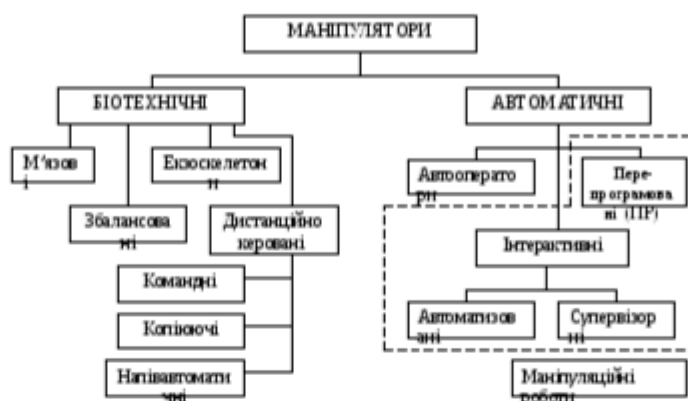 МАНІПУЛЯТОРИ
БІОТЕХНІЧНІ
АВТОМАТИЧНІ
М'язов
і
Екзоскелетон
и
Автооперато
ри
Пере-
програмова
ні (ПР)
Збалансова
ні
Дистанційно
керовані
Інтерактивні
Командні
Копіюючі
Автоматизов
ані
Супервізор
ні
Напівавтомати
чні
Маніпуляційні
роботи